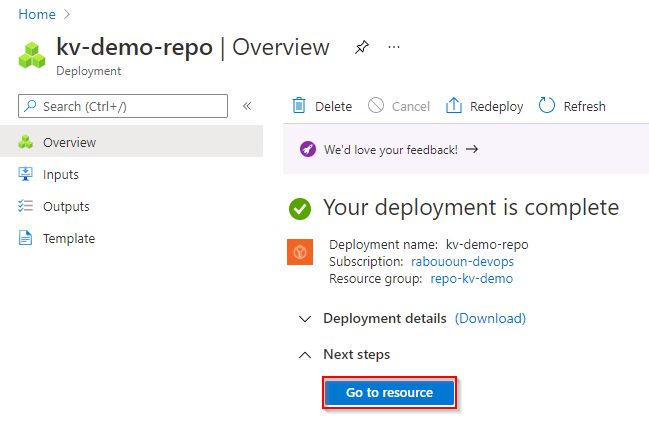 Home
kv-demo-repo | Overview
Deployment
Search (Ctrl+/)
Overview
Inputs
Outputs
Template
Delete Cancel Redeploy Refresh
We'd love your feedback!
Your deployment is complete
Deployment name: kv-demo-repo
Subscription: rabououn-devops
Resource group: repo-kv-demo
Deployment details (Download)
Next steps
Go to resource